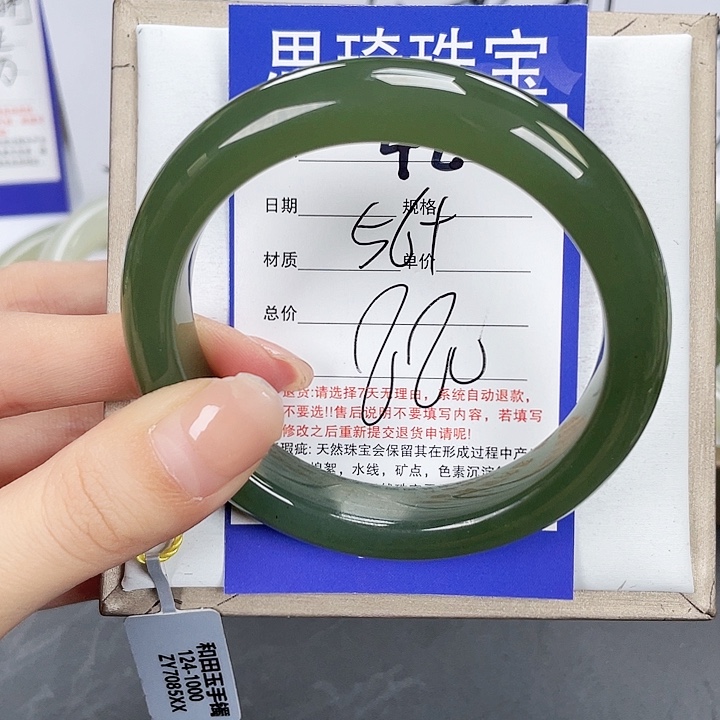 思琦珠宝
日期 规格
56+
材质 单价
总价
退货:请选择7天无理由,系统自动退款,
不要选!!售后说明不要填写内容,若填写
修改之后重新提交退货申请呢!
瑕疵:天然珠宝会保留其在形成过程中产
棉絮,水线,矿点,色素沉淀
和田玉手镯
124-1000
ZY7085XX